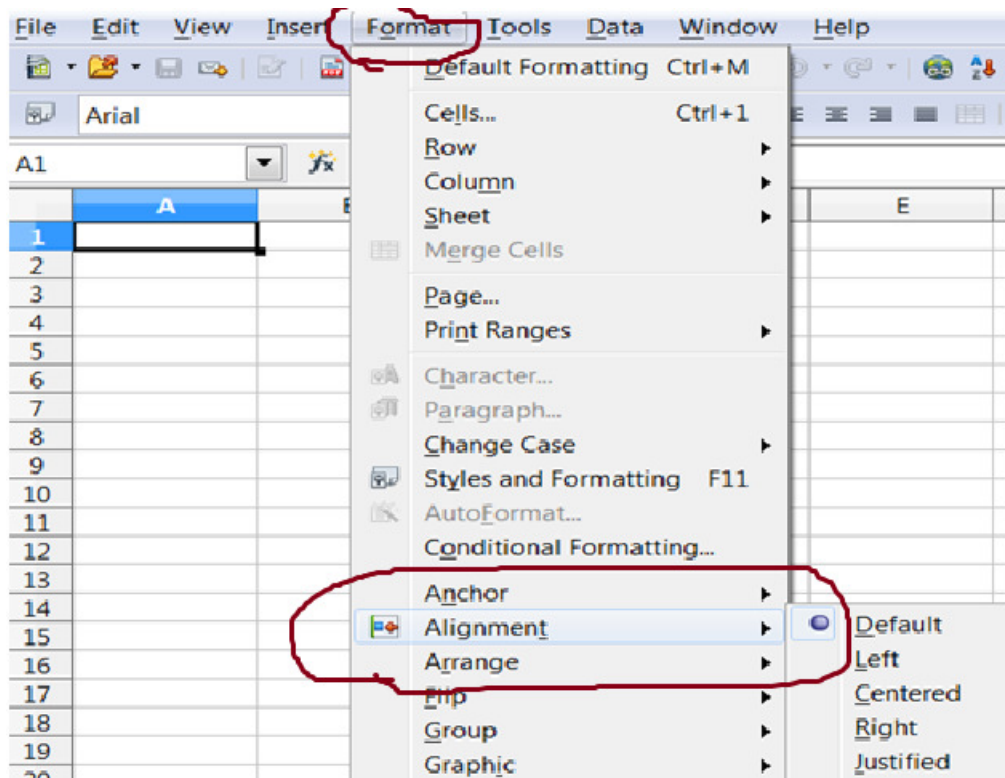 File Edit View Insert Format Tools Data Window Help
Default Formatting Ctrl+M
Arial
Cells... Ctrl+1
A1
Row
Column
A E
Sheet
1
Merge Cells
2
3
Page...
4
Print Ranges
5
6
Character...
7
Paragraph...
8
Change Case
9
Styles and Formatting F11
10
AutoFormat...
11
12
Conditional Formatting...
13
Anchor
14
Alignment Default
15
16
Arrange Left
17
Flip Centered
18
Group Right
19
Graphic Justified